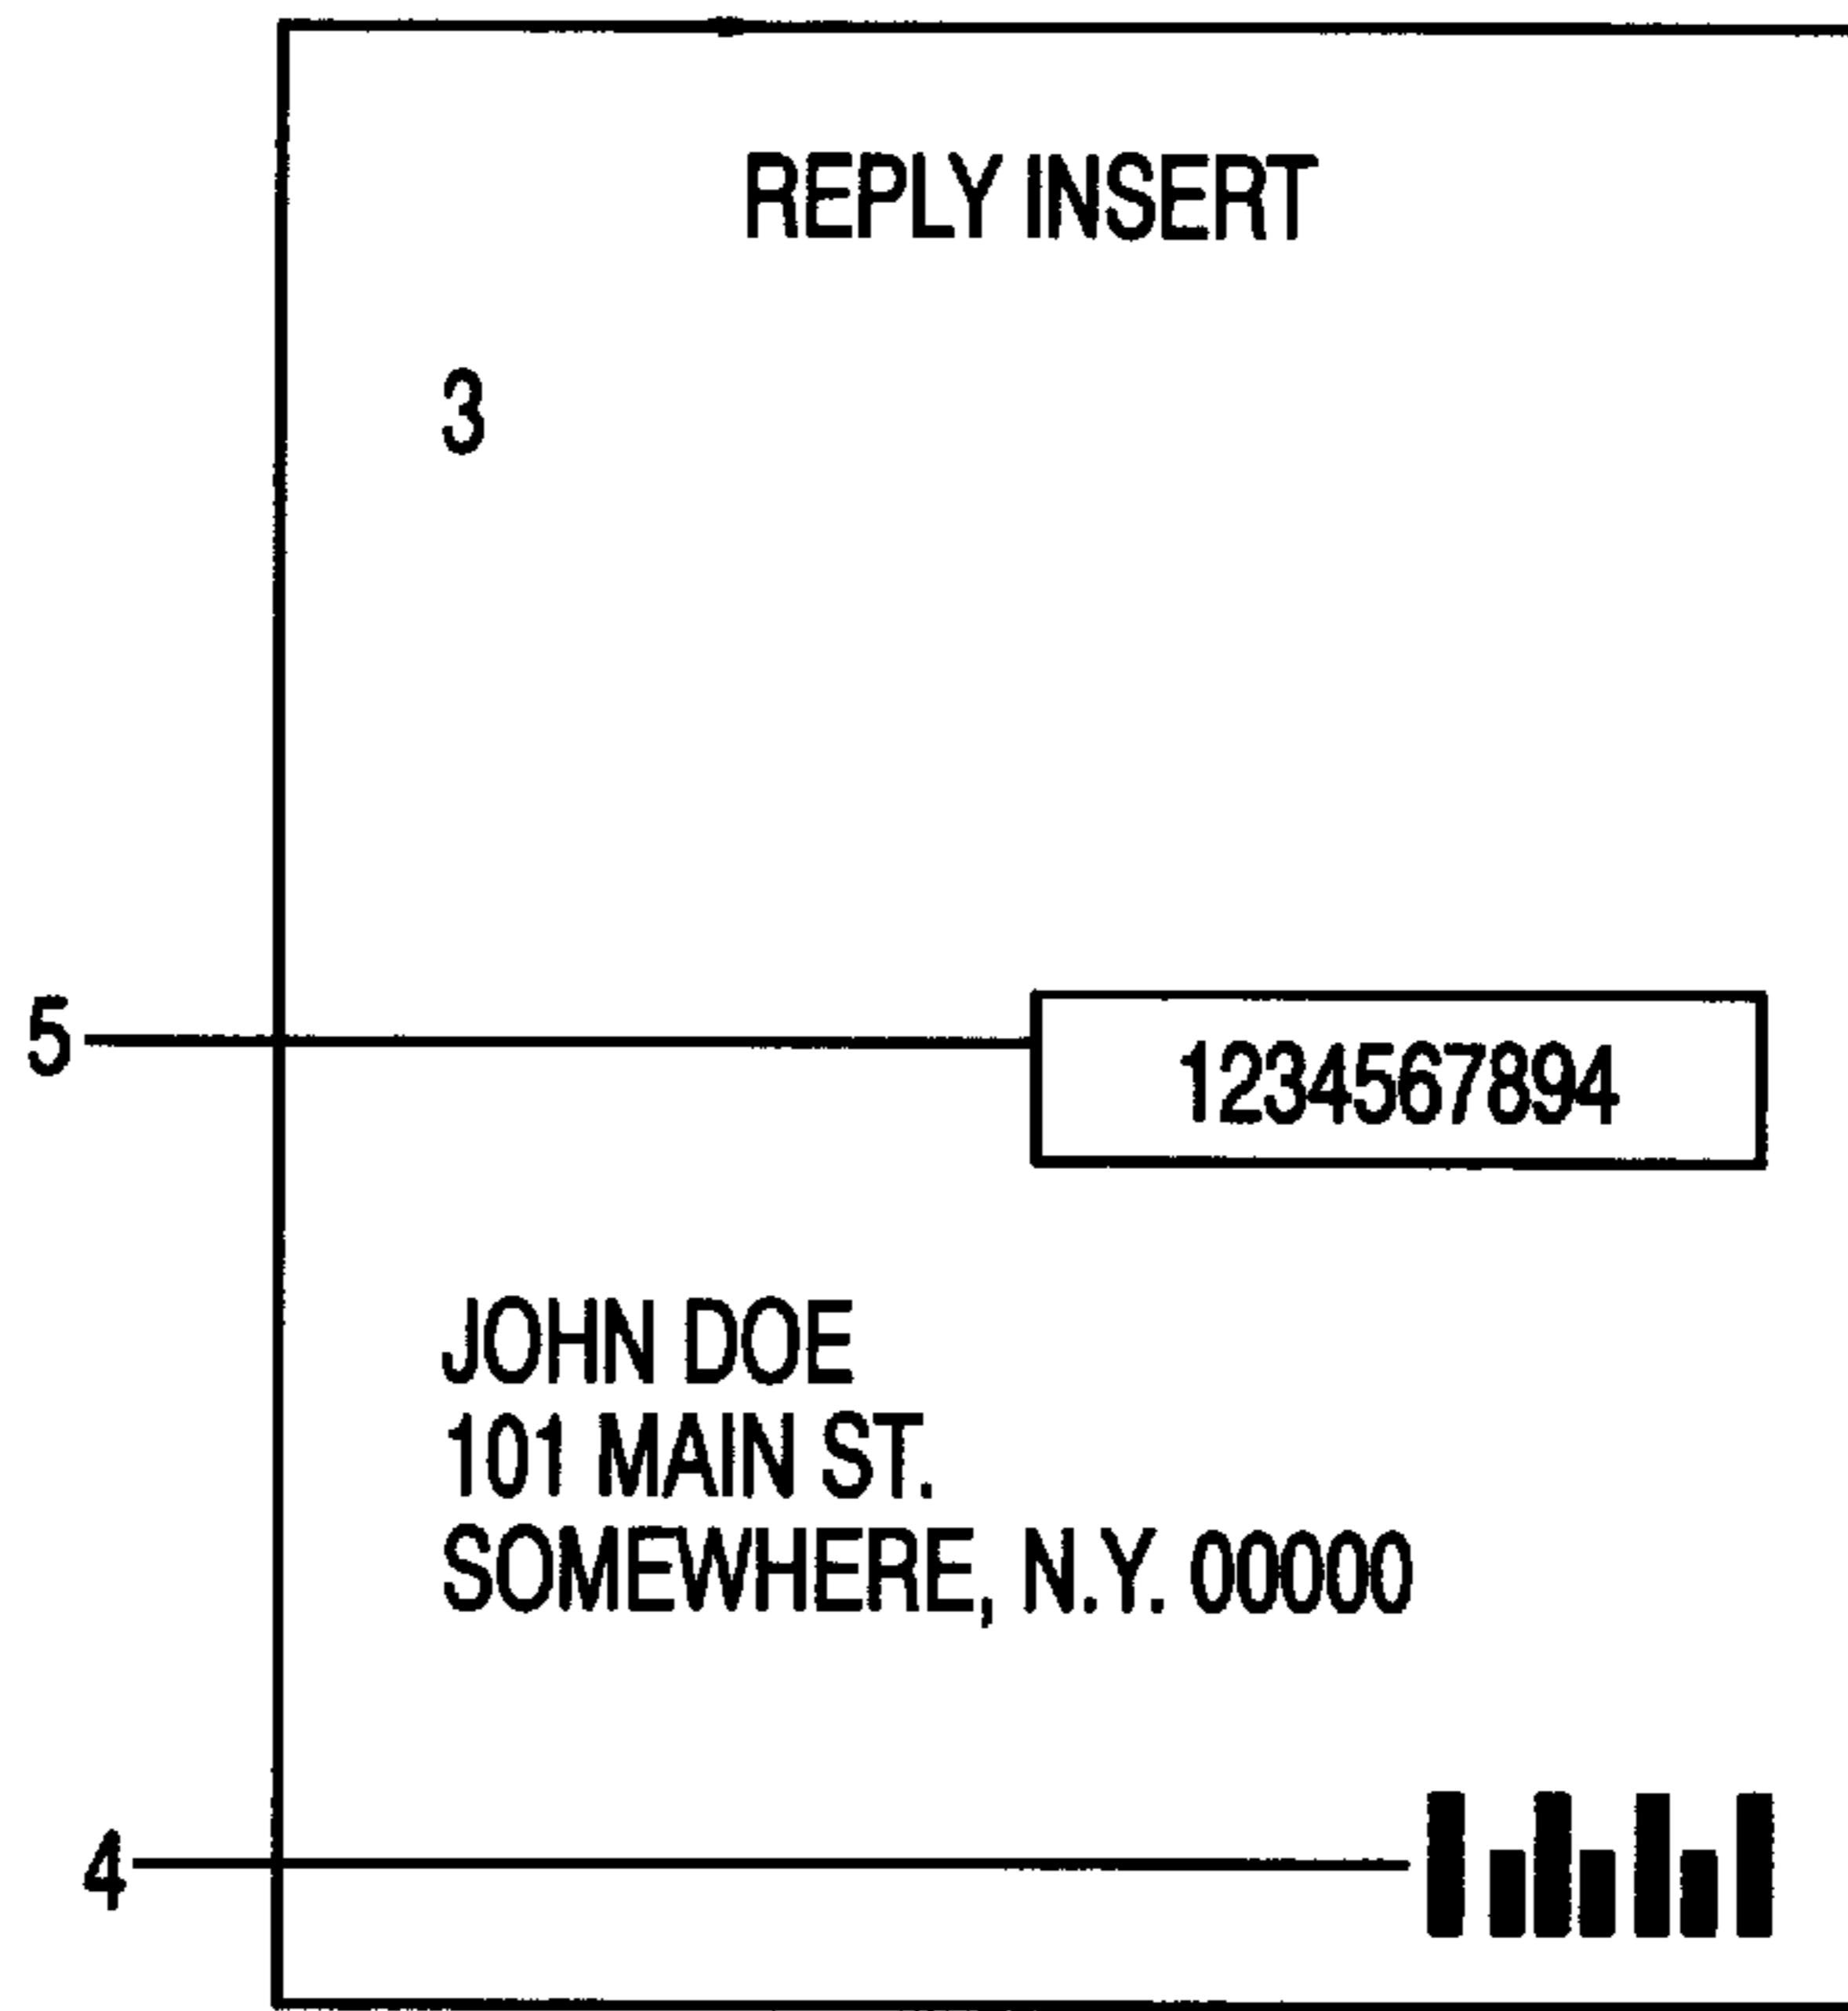 REPLY INSERT
3
5
1234567894
JOHN DOE
101 MAIN ST.
SOMEWHERE, N.Y. 00000
4